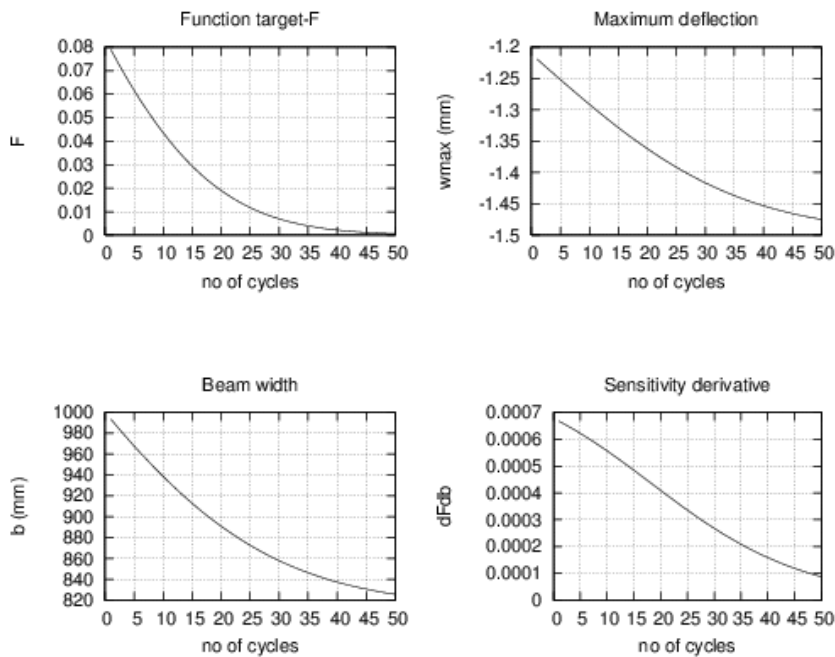 Function target-F
0.08
0.07
0.06
0.05
0.04
0.03
0.02
0.01
0
F
0 5 10 15 20 25 30 35 40 45 50
no of cycles
Maximum deflection
-1.2
-1.25
-1.3
-1.35
-1.4
-1.45
-1.5
wmax (mm)
0 5 10 15 20 25 30 35 40 45 50
no of cycles
Beam width
1000
980
960
940
920
900
880
860
840
820
b (mm)
0 5 10 15 20 25 30 35 40 45 50
no of cycles
Sensitivity derivative
0.0007
0.0006
0.0005
0.0004
0.0003
0.0002
0.0001
0
dFdb
0 5 10 15 20 25 30 35 40 45 50
no of cycles